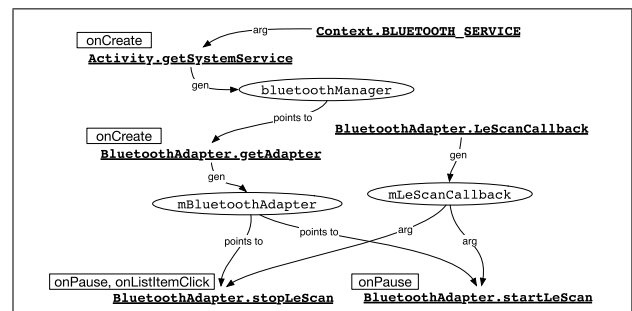 arg
Context.BLUETOOTH_SERVICE
onCreate
Activity.getSystemService
gen
bluetoothManager
points to
onCreate
BluetoothAdapter.LeScanCallback
BluetoothAdapter.getAdapter
gen
gen
mBluetoothAdapter
mLeScanCallback
points to
points to
arg
arg
onPause, onListItemClick
onPause
BluetoothAdapter.stopLeScan
BluetoothAdapter.startLeScan